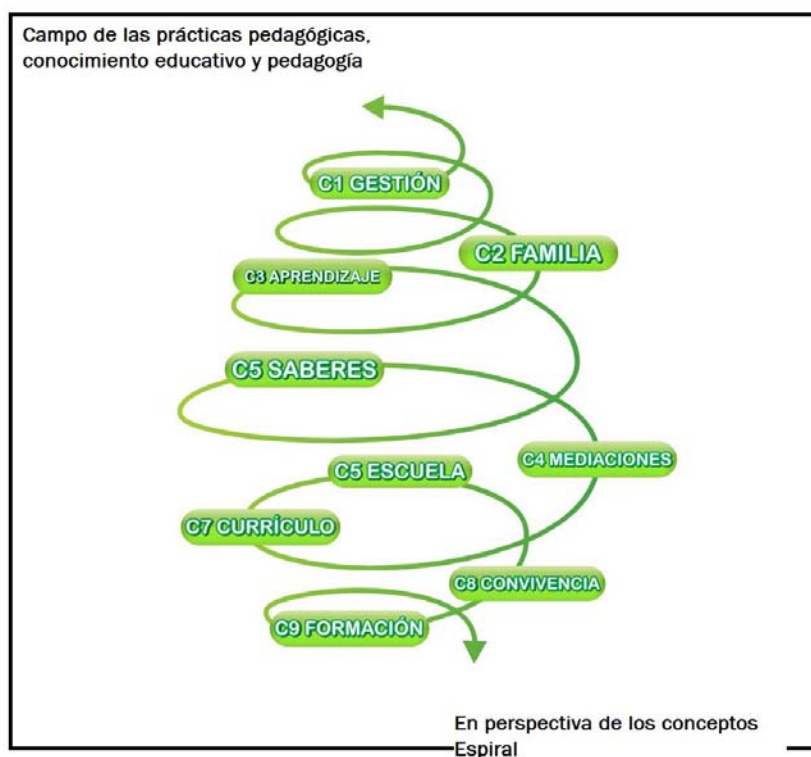 Campo de las prácticas pedagógicas,
conocimiento educativo y pedagogía
C1 GESTIÓN
C2 FAMILIA
C3 APRENDIZAJE
C5 SABERES
C4 MEDIACIONES
C5 ESCUELA
C7 CURRÍCULO
C8 CONVIVENCIA
C9 FORMACIÓN
En perspectiva de los conceptos
Espiral